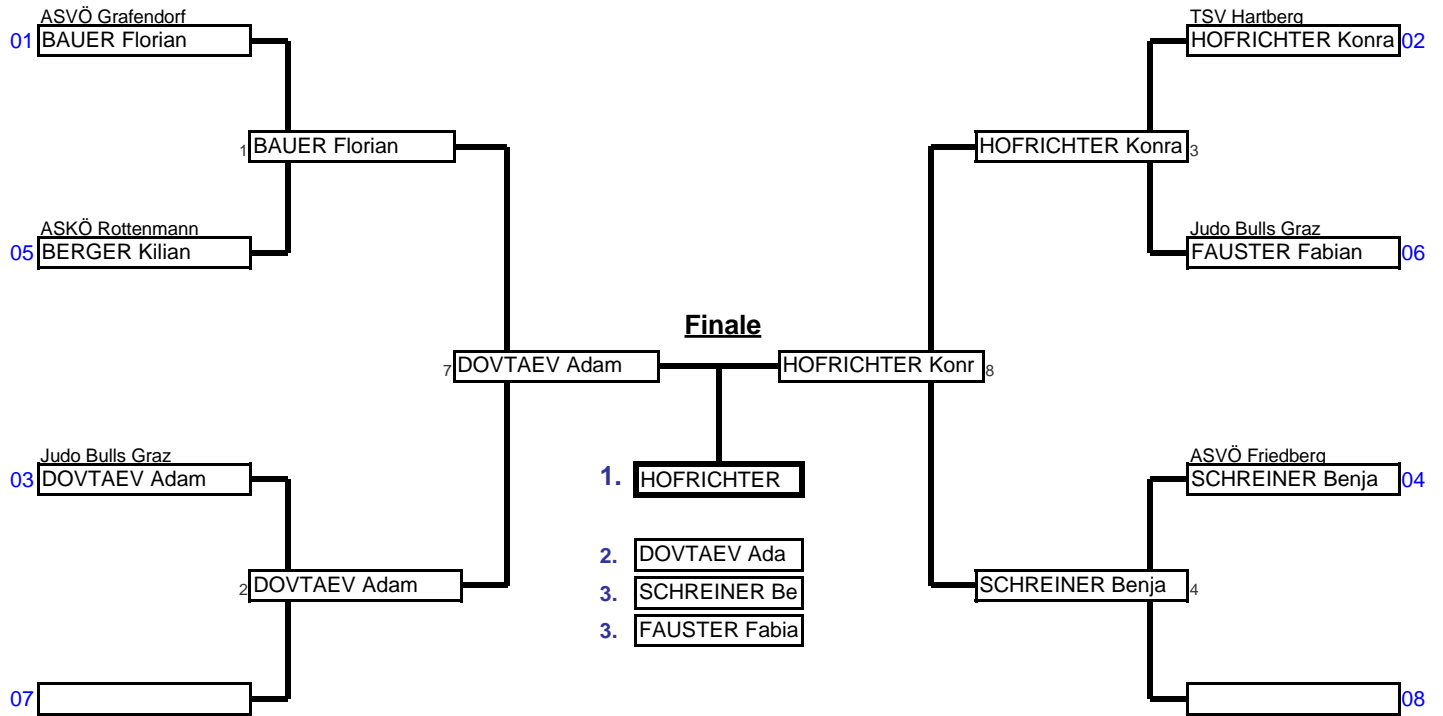 ASVÖ Grafendorf
01 BAUER Florian
TSV Hartberg
HOFRICHTER Konra 02
1 BAUER Florian
HOFRICHTER Konra 3
ASKÖ Rottenmann
05 BERGER Kilian
Judo Bulls Graz
FAUSTER Fabian 06
Finale
7 DOVTAEV Adam
HOFRICHTER Konr 8
Judo Bulls Graz
03 DOVTAEV Adam
1. HOFRICHTER
ASVÖ Friedberg
SCHREINER Benja 04
2. DOVTAEV Ada
3. SCHREINER Be
3. FAUSTER Fabia
2 DOVTAEV Adam
SCHREINER Benja 4
07
08